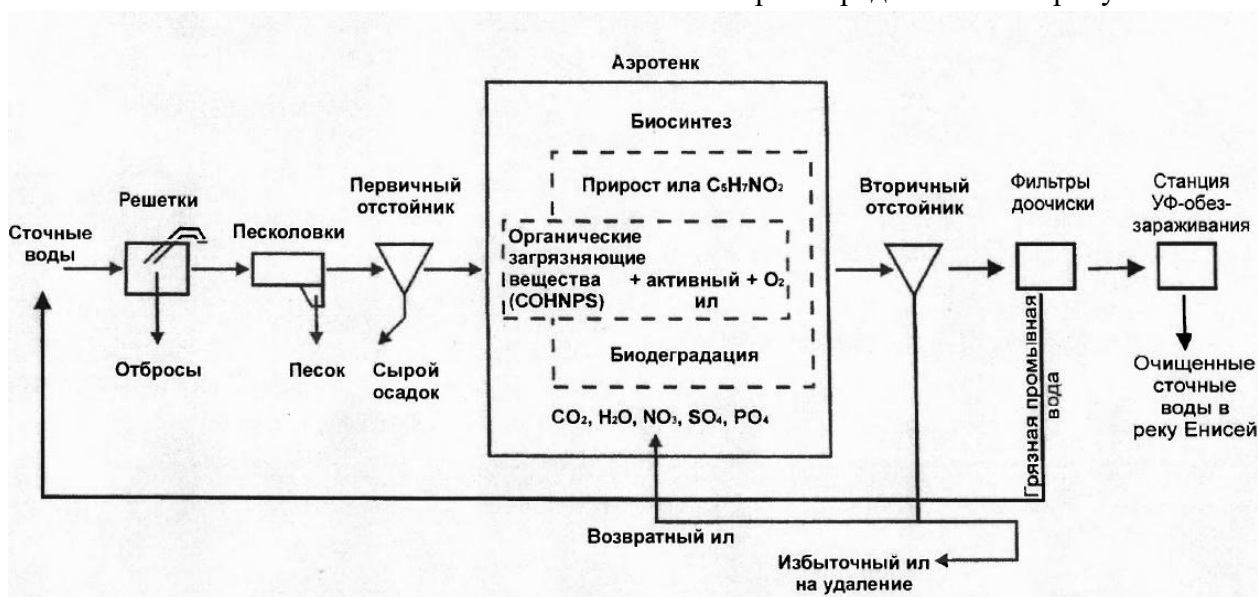 Аэротенк
Биосинтез
Прирост ила C₅H₇NO₂
Органические
загрязняющие
вещества + активный + O₂
(COHNPS) ил
Биодеградация
CO₂, H₂O, NO₃, SO₄, PO₄
Сточные
воды
Решетки
Отбросы
Песколовки
Песок
Первичный
отстойник
Сырой
осадок
Вторичный
отстойник
Фильтры
доочиски
Станция
УФ-обез-
зараживания
Грязная промывная
вода
Очищенные
сточные
воды в
реку Енисей
Возвратный ил
Избыточный ил
на удаление